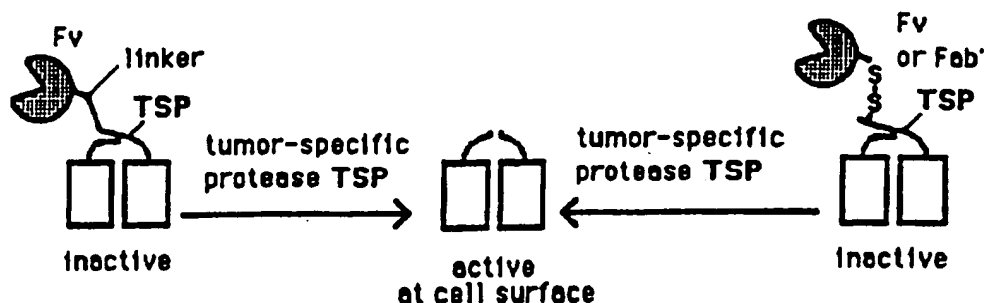 Fv
linker
TSP
tumor-specific
protease TSP
inactive
active
at cell surface
tumor-specific
protease TSP
Fv
or Fab'
S
S
TSP
inactive